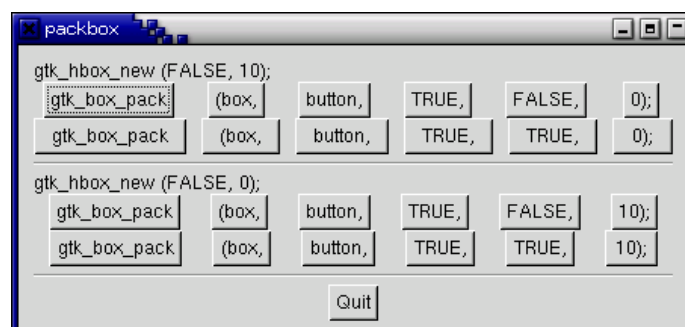 packbox
gtk_hbox_new (FALSE, 10);
gtk_box_pack (box, button, TRUE, FALSE, 0);
gtk_box_pack (box, button, TRUE, TRUE, 0);
gtk_hbox_new (FALSE, 0);
gtk_box_pack (box, button, TRUE, FALSE, 10);
gtk_box_pack (box, button, TRUE, TRUE, 10);
Quit